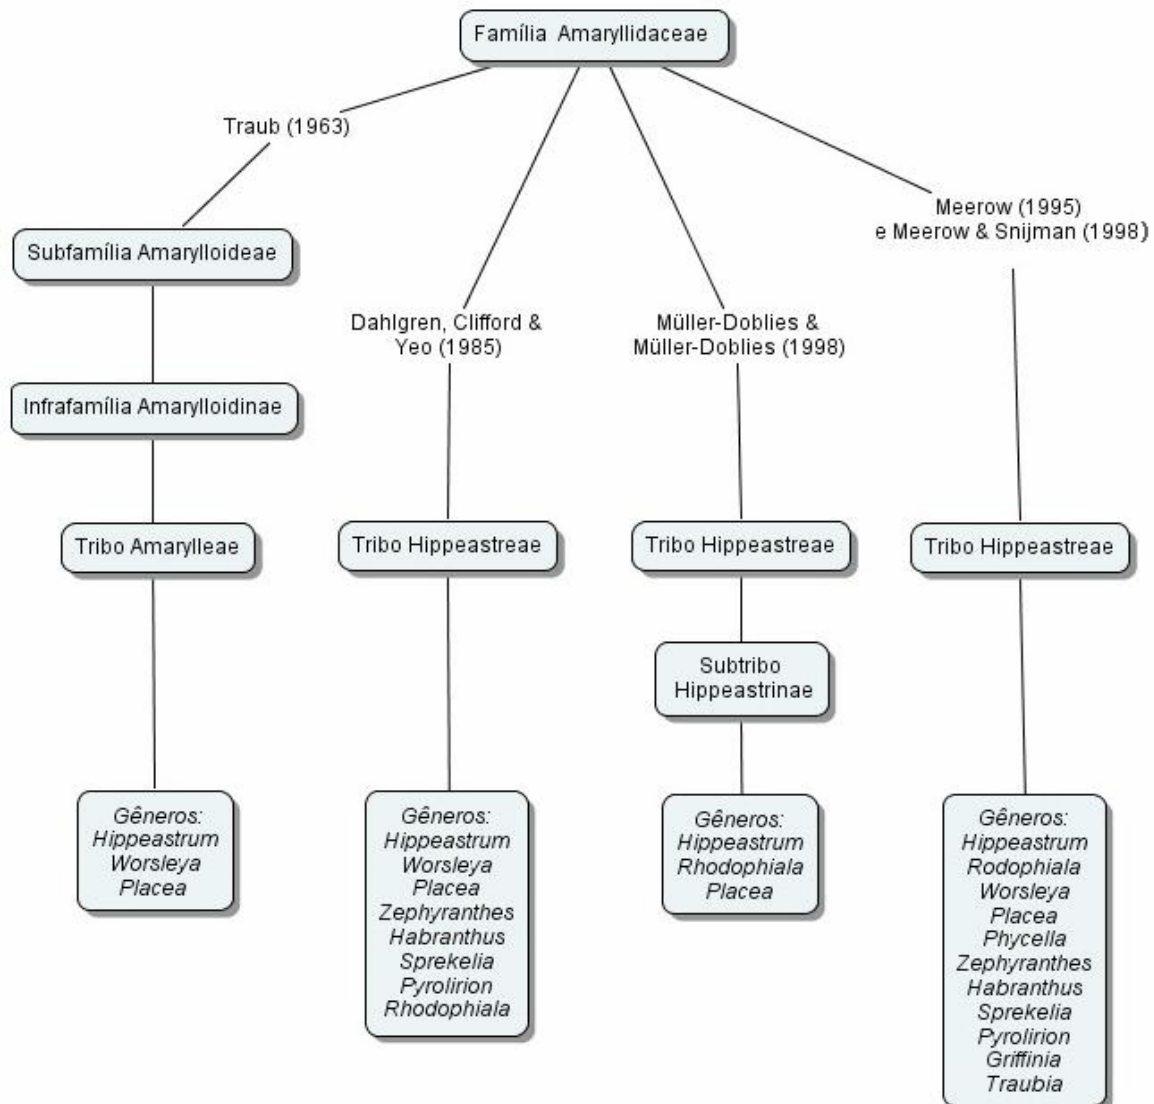 Família Amaryllidaceae
Traub (1963)
Subfamília Amarylloideae
Infrafamília Amarylloidinae
Tribo Amarylleae
Gêneros:
Hippeastrum
Worsleya
Placea
Dahlgren, Clifford &
Yeo (1985)
Tribo Hippeastreae
Gêneros:
Hippeastrum
Worsleya
Placea
Zephyranthes
Habranthus
Sprekelia
Pyrolirion
Rhodophiala
Müller-Doblies &
Müller-Doblies (1998)
Tribo Hippeastreae
Subtribo
Hippeastrinae
Gêneros:
Hippeastrum
Rhodophiala
Placea
Meerow (1995)
e Meerow & Snijman (1998)
Tribo Hippeastreae
Gêneros:
Hippeastrum
Rodophiala
Worsleya
Placea
Phycella
Zephyranthes
Habranthus
Sprekelia
Pyrolirion
Griffinia
Traubia